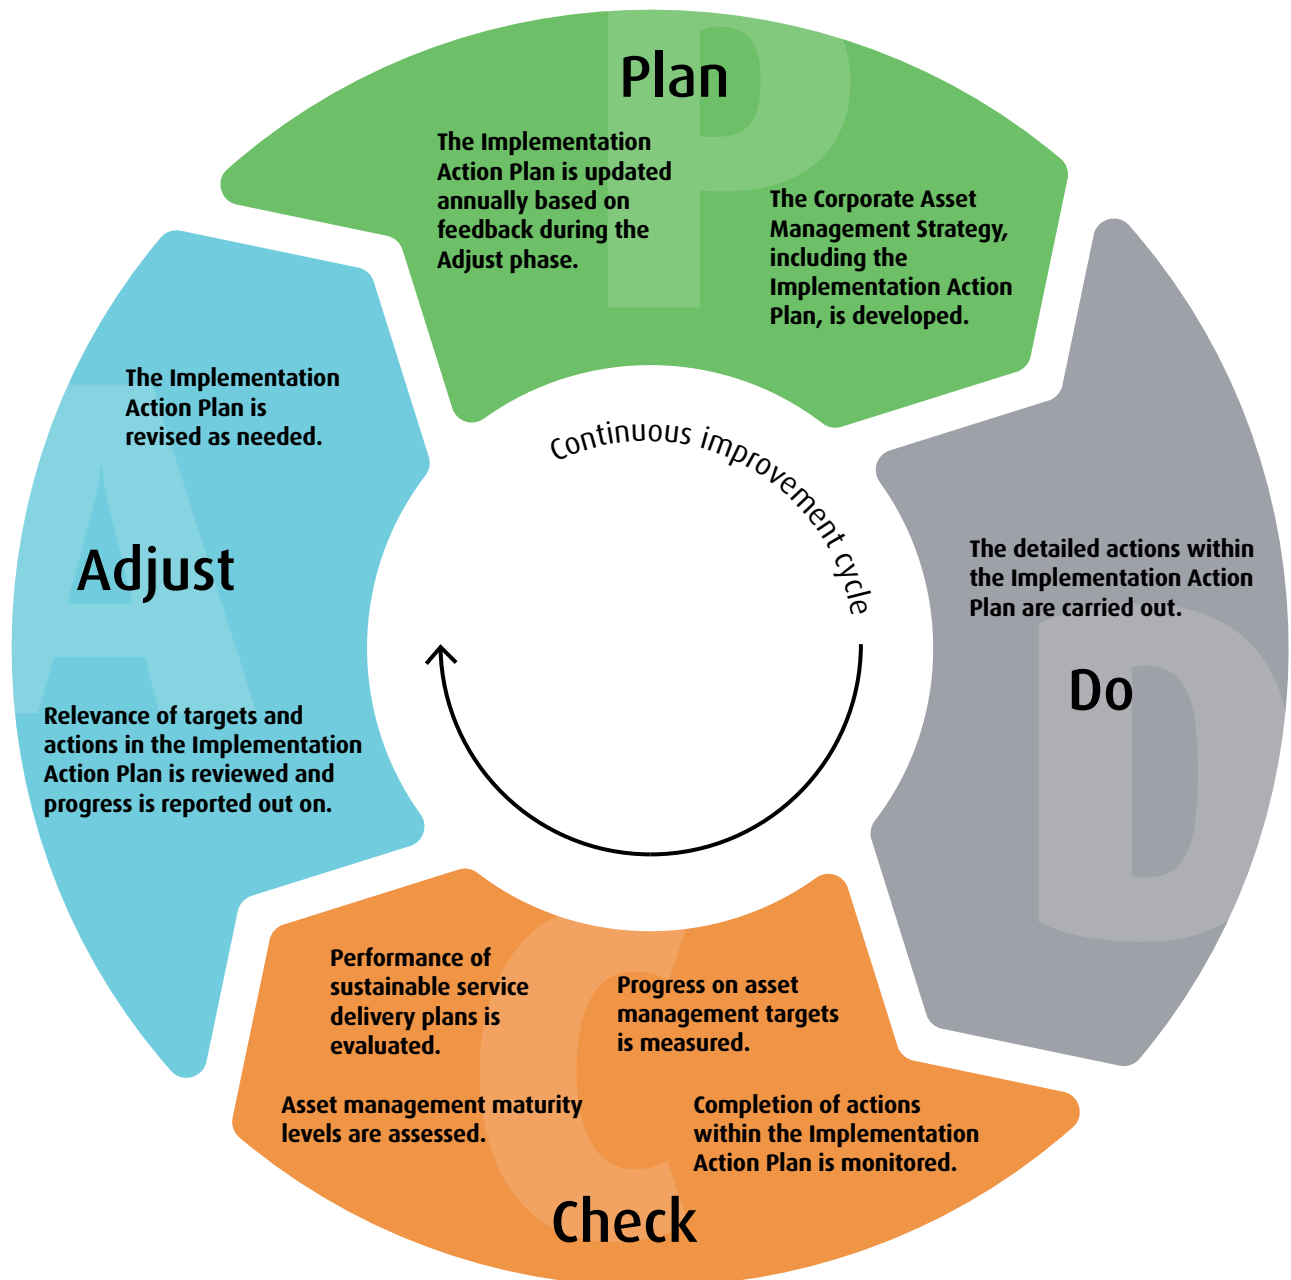 Plan
The Implementation
Action Plan is updated
annually based on
feedback during the
Adjust phase.
The Corporate Asset
Management Strategy,
including the
Implementation Action
Plan, is developed.
Continuous improvement cycle
The detailed actions within
the Implementation Action
Plan are carried out.
Do
D
Progress on asset
management targets
is measured.
Completion of actions
within the Implementation
Action Plan is monitored.
Performance of
sustainable service
delivery plans is
evaluated.
Asset management maturity
levels are assessed.
Check
C
Relevance of targets and
actions in the Implementation
Action Plan is reviewed and
progress is reported out on.
Adjust
A
The Implementation
Action Plan is
revised as needed.
P